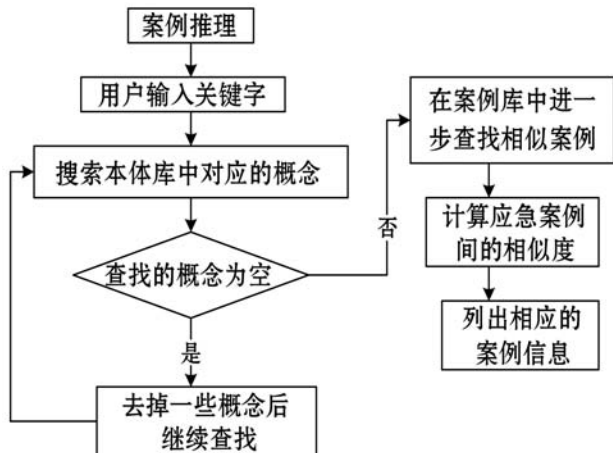 案例推理
用户输入关键字
搜索本体库中对应的概念
查找的概念为空
是
去掉一些概念后
继续查找
否
在案例库中进一
步查找相似案例
计算应急案例
间的相似度
列出相应的
案例信息